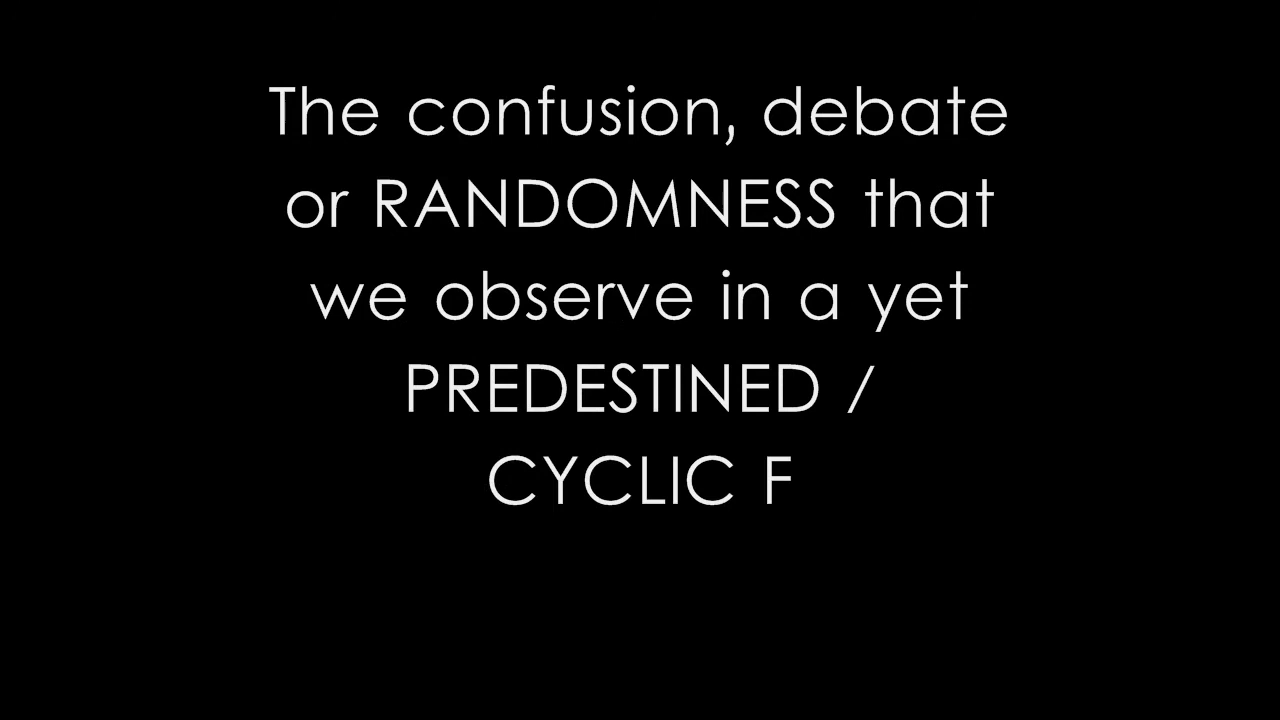 The confusion, debate
or RANDOMNESS that
we observe in a yet
PREDESTINED /
CYCLIC F